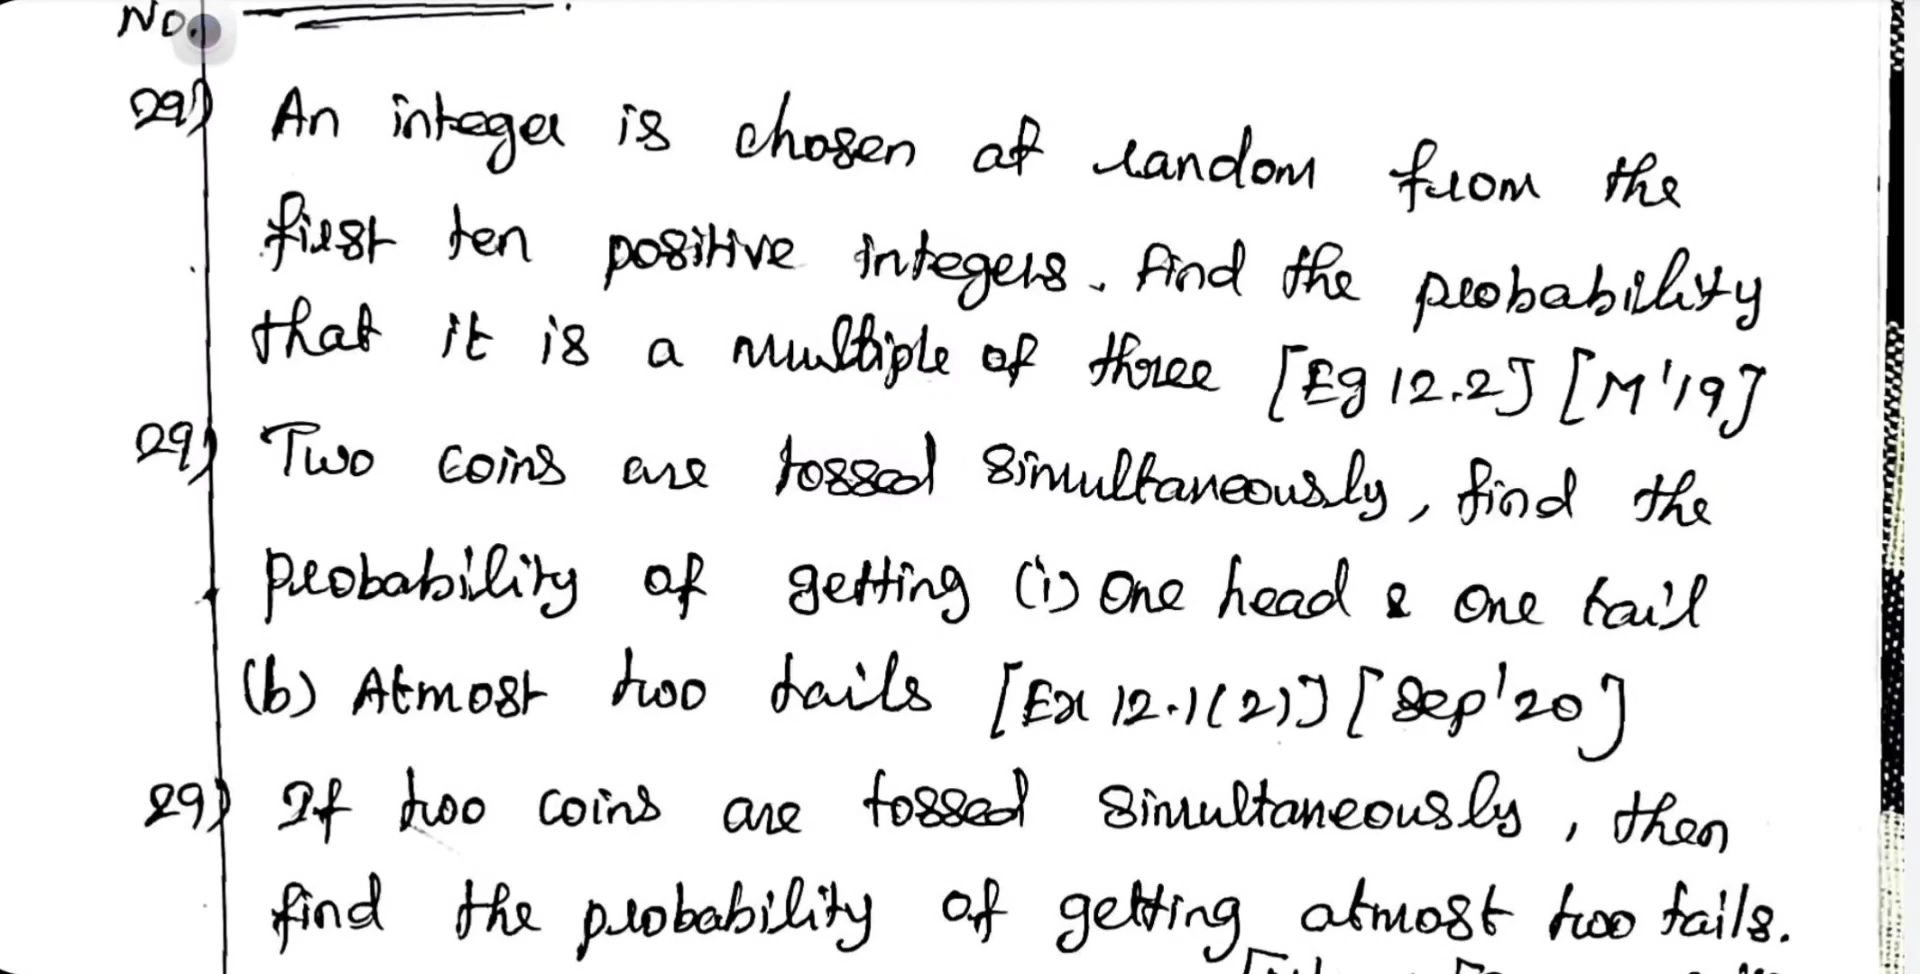 No.
29) An integer is chosen at random from the
first ten positive integers. find the probability
that it is a multiple of three [Eg 12.2] [M'19]
29) Two coins are tossed simultaneously, find the
probability of getting (i) one head & one tail
(b) Atmost two tails [Ex 12.1(2)] [Sep'20]
29) If two coins are tossed simultaneously, then
find the probability of getting atmost two tails.